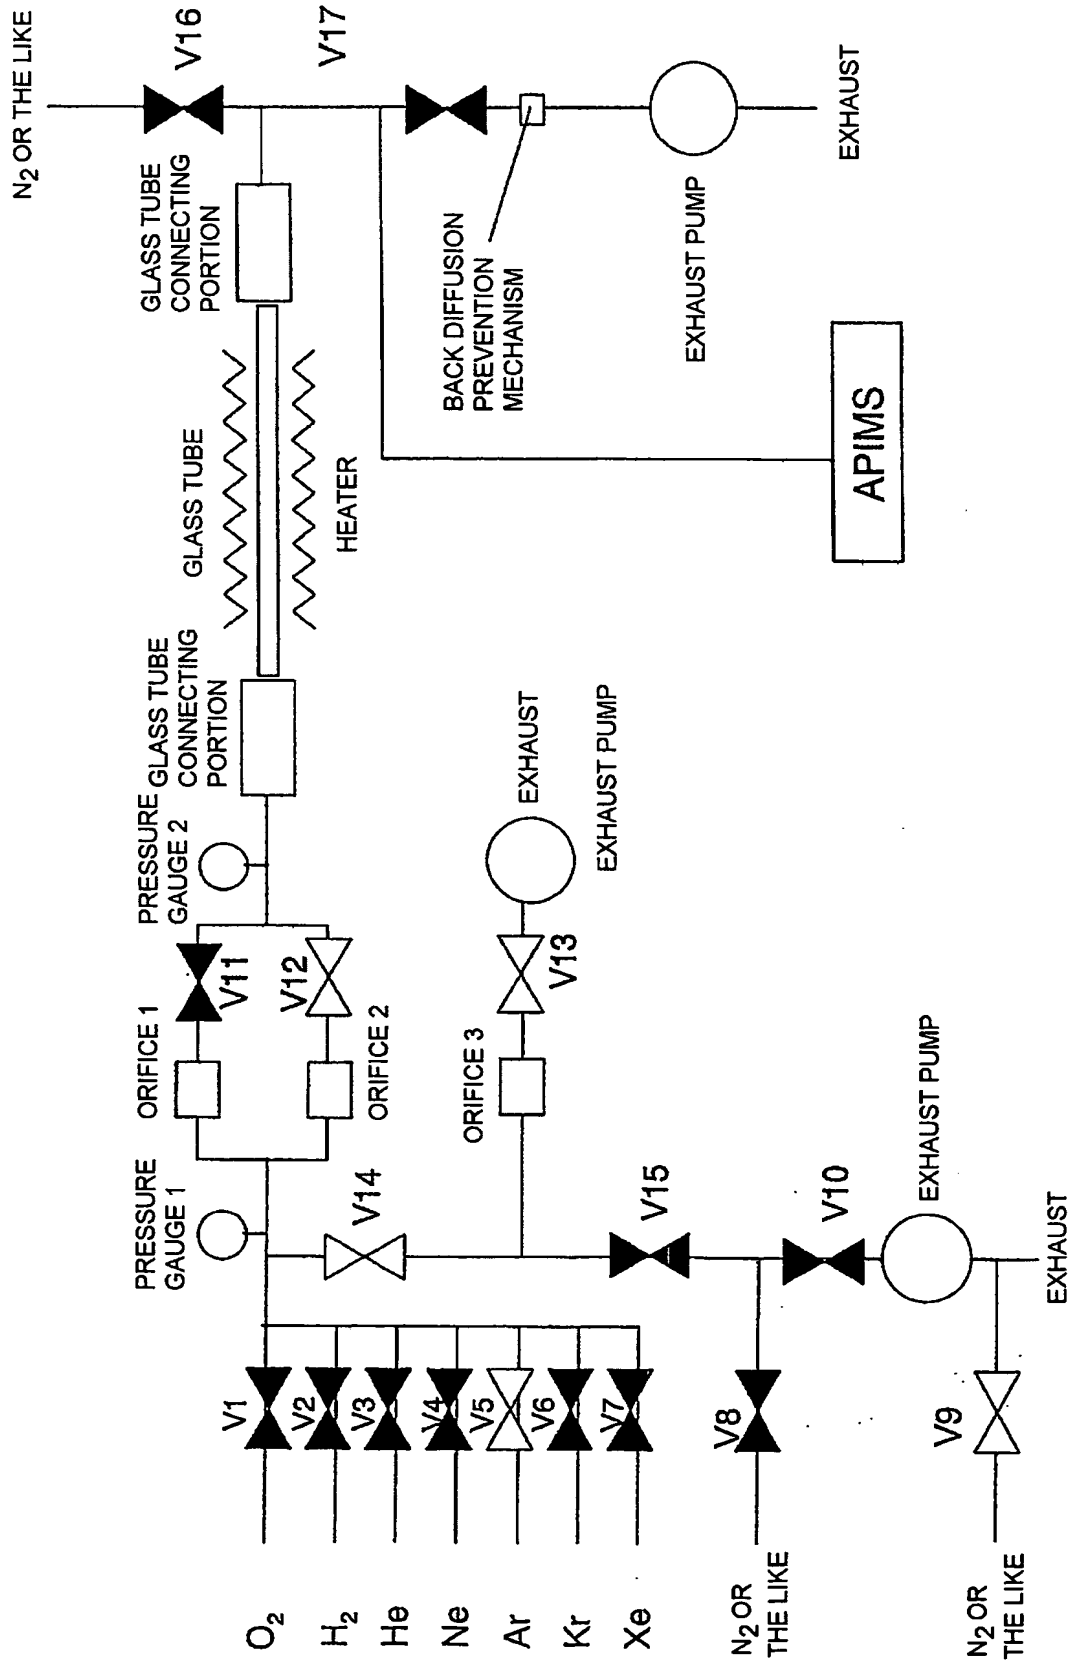 N2 OR THE LIKE
V16
V17
GLASS TUBE
CONNECTING
PORTION
BACK DIFFUSION
PREVENTION
MECHANISM
EXHAUST PUMP
EXHAUST
GLASS TUBE
HEATER
APIMS
GLASS TUBE
CONNECTING
PORTION
PRESSURE
GAUGE 2
V11
V12
ORIFICE 1
ORIFICE 2
EXHAUST
EXHAUST PUMP
V13
ORIFICE 3
PRESSURE
GAUGE 1
V14
V15
V10
EXHAUST PUMP
EXHAUST
V1
V2
V3
V4
V5
V6
V7
V8
V9
O2
H2
He
Ne
Ar
Kr
Xe
N2 OR
THE LIKE
N2 OR
THE LIKE